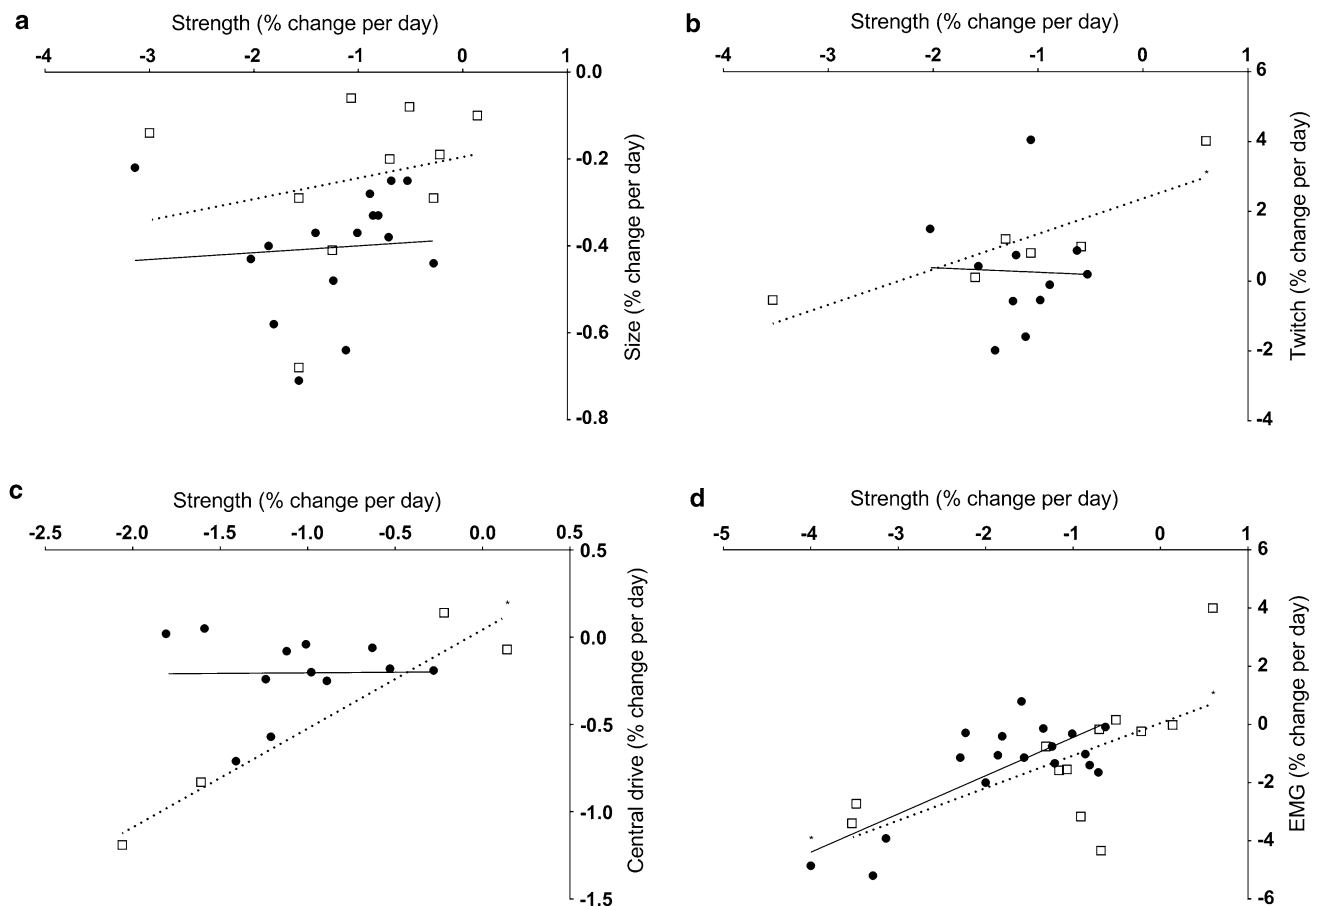 a
Strength (% change per day)
-4 -3 -2 -1 0 1
0.0
-0.2
-0.4
-0.6
-0.8
Size (% change per day)
b
Strength (% change per day)
-4 -3 -2 -1 0 1
6
4
2
0
-2
-4
Twitch (% change per day)
*
c
Strength (% change per day)
-2.5 -2.0 -1.5 -1.0 -0.5 0.0 0.5
0.5
0.0
-0.5
-1.0
-1.5
Central drive (% change per day)
*
d
Strength (% change per day)
-5 -4 -3 -2 -1 0 1
6
4
2
0
-2
-4
-6
EMG (% change per day)
*
*